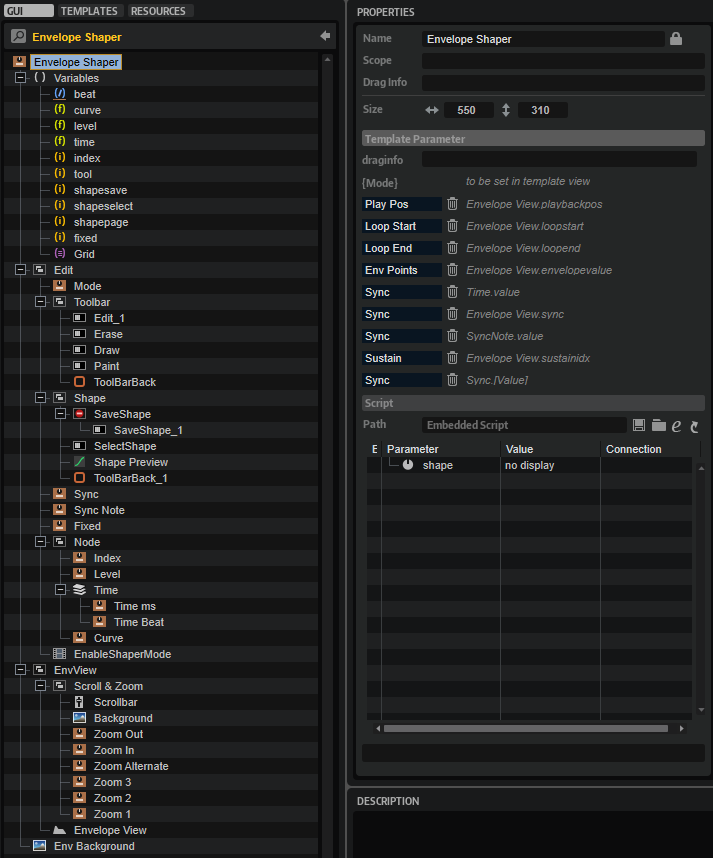 GUI TEMPLATES RESOURCES
Envelope Shaper
Envelope Shaper
Variables
beat
curve
level
time
index
tool
shapesave
shapeselect
shapepage
fixed
Grid
Edit
Mode
Toolbar
Edit_1
Erase
Draw
Paint
ToolBarBack
Shape
SaveShape
SaveShape_1
SelectShape
Shape Preview
ToolBarBack_1
Sync
Sync Note
Fixed
Node
Index
Level
Time
Time ms
Time Beat
Curve
EnableShaperMode
EnvView
Scroll & Zoom
Scrollbar
Background
Zoom Out
Zoom In
Zoom Alternate
Zoom 3
Zoom 2
Zoom 1
Envelope View
Env Background
PROPERTIES
Name Envelope Shaper
Scope
Drag Info
Size 550 310
Template Parameter
draginfo
{Mode} to be set in template view
Play Pos Envelope View.playbackpos
Loop Start Envelope View.loopstart
Loop End Envelope View.loopend
Env Points Envelope View.envelopevalue
Sync Time.value
Sync Envelope View.sync
Sync SyncNote.value
Sustain Envelope View.sustainidx
Sync Sync.[Value]
Script
Path Embedded Script
E Parameter Value Connection
shape no display
DESCRIPTION